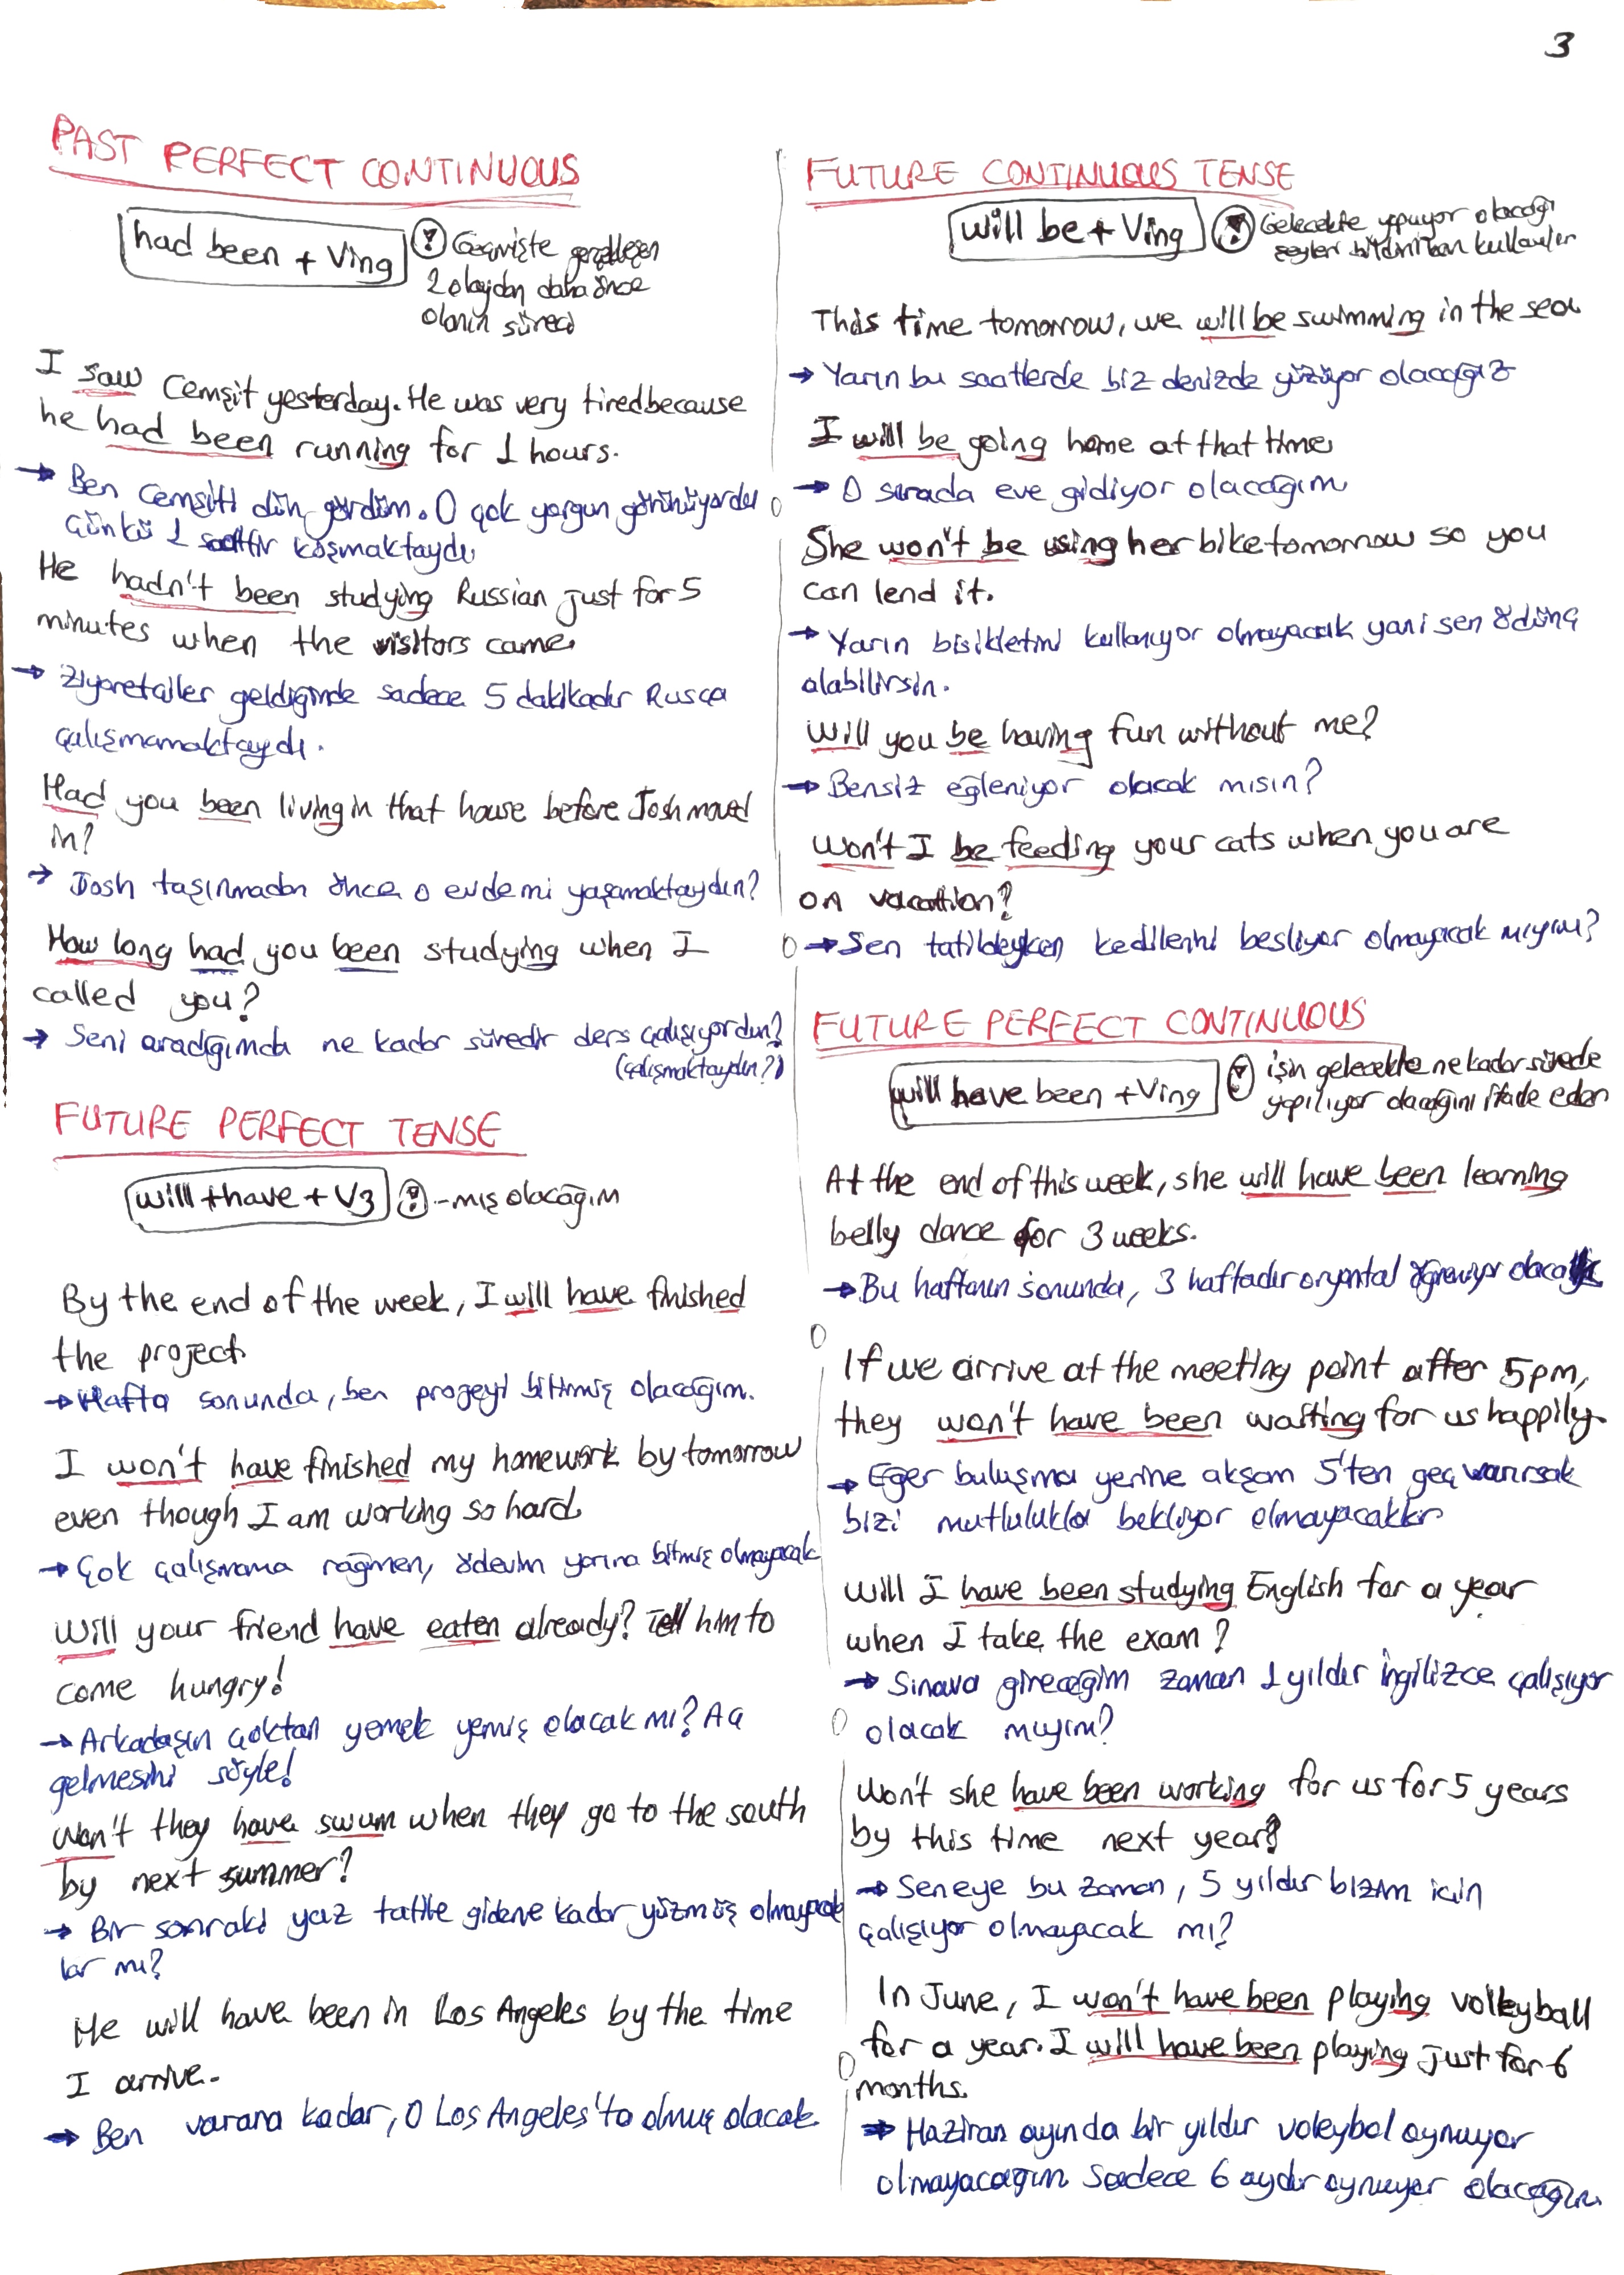 3
PAST PERFECT CONTINUOUS
had been + Ving
! Geçmişte gerçekleşen
2 olaydan daha önce
olanın süreci
I saw Cemşit yesterday. He was very tired because
he had been running for 1 hours.
→ Ben Cemşiti dün gördüm. O çok yorgun görünüyordu
Çünkü 1 saattir koşmaktaydı
He hadn't been studying Russian just for 5
minutes when the visitors came.
→ Ziyaretçiler geldiğinde sadece 5 dakikadır Rusça
çalışmamaktaydı.
Had you been living in that house before Josh moved
in?
→ Josh taşınmadan önce o evde mi yaşamaktaydın?
How long had you been studying when I
called you?
→ Seni aradığımda ne kadar süredir ders çalışıyordun?
(çalışmaktaydın?)
FUTURE PERFECT TENSE
will + have + V3
! -mış olacağım
By the end of the week, I will have finished
the project.
→ Hafta sonunda, ben projeyi bitirmiş olacağım.
I won't have finished my homework by tomorrow
even though I am working so hard.
→ Çok çalışmama rağmen, ödevim yarına bitmiş olmayacak
Will your friend have eaten already? Tell him to
come hungry!
→ Arkadaşın çoktan yemek yemiş olacak mı? Aç
gelmesini söyle!
Won't they have swum when they go to the south
by next summer?
→ Bir sonraki yaz tatile gidene kadar yüzmüş olmayacak
lar mı?
He will have been in Los Angeles by the time
I arrive.
→ Ben varana kadar, O Los Angeles'ta olmuş olacak
FUTURE CONTINUOUS TENSE
will be + Ving
! Gelecekte yapıyor olacağı
şeyleri kullanılır
This time tomorrow, we will be swimming in the sea
→ Yarın bu saatlerde biz denizde yüzüyor olacağız
I will be going home at that time
→ O sırada eve gidiyor olacağım
She won't be using her bike tomorrow so you
can lend it.
→ Yarın bisikletini kullanıyor olmayacak yani sen ödünç
alabilirsin.
Will you be having fun without me?
→ Bensiz eğleniyor olacak mısın?
Won't I be feeding your cats when you are
on vacation?
→ Sen tatildeyken kedilerini besliyor olmayacak mıyım?
FUTURE PERFECT CONTINUOUS
will have been + Ving
! işin gelecekte ne kadar sürede
yapılıyor olacağını ifade eden
At the end of this week, she will have been learning
belly dance for 3 weeks.
→ Bu haftanın sonunda, 3 haftadır oryantal öğreniyor olacak
If we arrive at the meeting point after 5pm,
they won't have been waiting for us happily.
→ Eğer buluşma yerine akşam 5'ten geç varırsak
bizi mutlulukla bekliyor olmayacaklar
Will I have been studying English for a year
when I take the exam?
→ Sınava gireceğim zaman 1 yıldır İngilizce çalışıyor
olacak mıyım?
Won't she have been working for us for 5 years
by this time next year?
→ Seneye bu zaman, 5 yıldır bizim için
çalışıyor olmayacak mı?
In June, I won't have been playing volleyball
for a year. I will have been playing just for 6
months.
→ Haziran ayında bir yıldır voleybol oynuyor
olmayacağım sadece 6 aydır oynuyor olacağım.